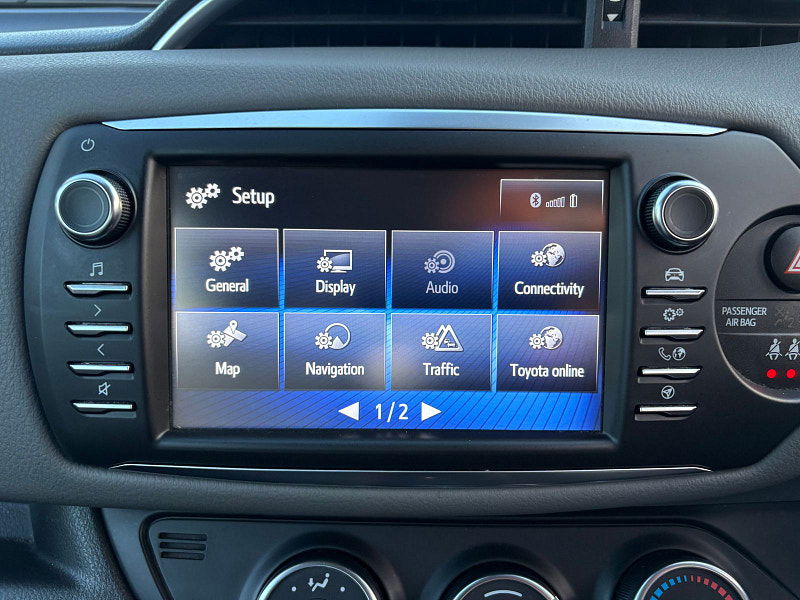 Setup
General
Display
Audio
Connectivity
Map
Navigation
Traffic
Toyota online
1/2
PASSENGER
AIR BAG